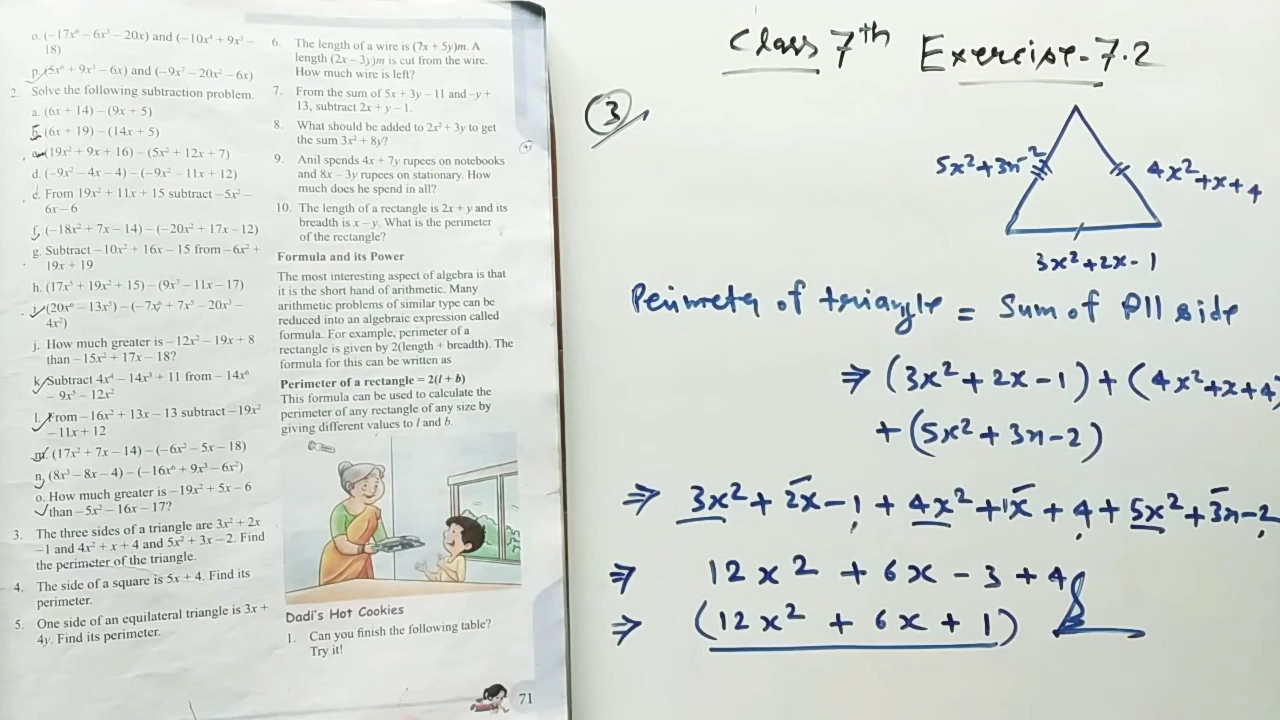 o. (−17x⁶ − 6x³ − 20x) and (−10x⁴ + 9x³ −
18)
p. (5x⁶ + 9x³ − 6x) and (−9x⁷ − 20x² − 6x)
2. Solve the following subtraction problem.
a. (6x + 14) − (9x + 5)
(6x + 19) − (14x + 5)
(19x² + 9x + 16) − (5x² + 12x + 7)
d. (−9x² − 4x − 4) − (−9x² − 11x + 12)
e. From 19x² + 11x + 15 subtract −5x² −
6x − 6
f. (−18x² + 7x − 14) − (−20x² + 17x − 12)
g. Subtract −10x² + 16x − 15 from −6x² +
19x + 19
h. (17x⁵ + 19x² + 15) − (9x⁷ − 11x − 17)
(20x⁶ − 13x⁵) − (−7x⁶ + 7x⁵ − 20x³ −
4x²)
j. How much greater is −12x² − 19x + 8
than −15x² + 17x − 18?
k. Subtract 4x⁴ − 14x³ + 11 from −14x⁶
− 9x⁵ − 12x²
l. From −16x² + 13x − 13 subtract −19x²
− 11x + 12
m. (17x² + 7x − 14) − (−6x² − 5x − 18)
n. (8x³ − 8x − 4) − (−16x⁶ + 9x³ − 6x²)
o. How much greater is −19x² + 5x − 6
than −5x² − 16x − 17?
3. The three sides of a triangle are 3x² + 2x
−1 and 4x² + x + 4 and 5x² + 3x − 2. Find
the perimeter of the triangle.
4. The side of a square is 5x + 4. Find its
perimeter.
5. One side of an equilateral triangle is 3x +
4y. Find its perimeter.
6. The length of a wire is (7x + 5y)m. A
length (2x − 3y)m is cut from the wire.
How much wire is left?
7. From the sum of 5x + 3y − 11 and −y +
13, subtract 2x + y − 1.
8. What should be added to 2x² + 3y to get
the sum 3x² + 8y?
9. Anil spends 4x + 7y rupees on notebooks
and 8x − 3y rupees on stationary. How
much does he spend in all?
10. The length of a rectangle is 2x + y and its
breadth is x − y. What is the perimeter
of the rectangle?
Formula and its Power
The most interesting aspect of algebra is that
it is the short hand of arithmetic. Many
arithmetic problems of similar type can be
reduced into an algebraic expression called
formula. For example, perimeter of a
rectangle is given by 2(length + breadth). The
formula for this can be written as
Perimeter of a rectangle = 2(l + b)
This formula can be used to calculate the
perimeter of any rectangle of any size by
giving different values to l and b.
Dadi's Hot Cookies
1. Can you finish the following table?
Try it!
71
Class 7th Exercise-7.2
3
5x²+3x-2
4x²+x+4
3x²+2x-1
Perimeter of triangle = Sum of All side
⇒ (3x²+2x-1)+(4x²+x+4)
+(5x²+3x-2)
⇒ 3x²+2x-1+4x²+1x+4+5x²+3x-2
⇒ 12x²+6x-3+4
⇒ (12x²+6x+1)